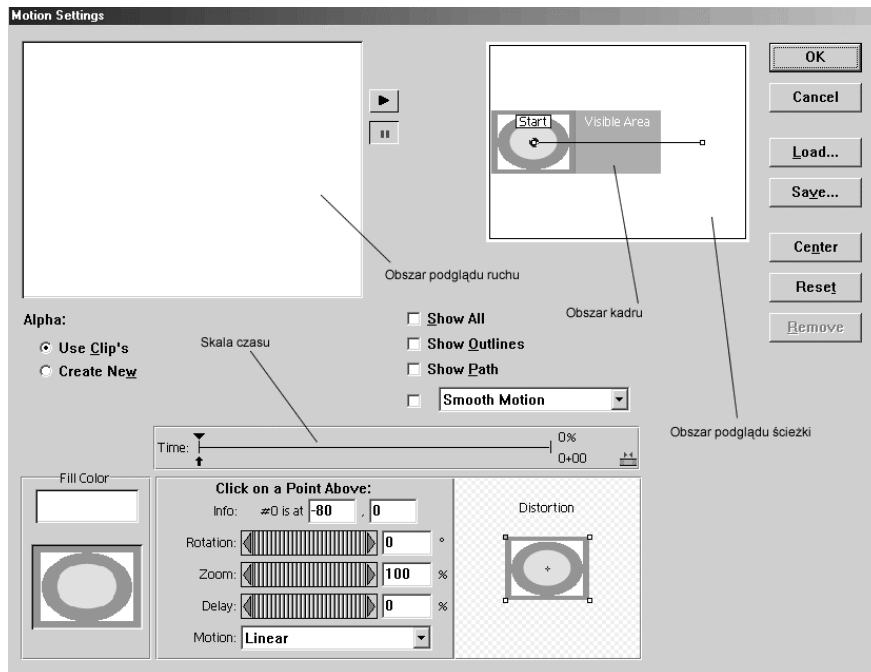 Motion Settings
OK
Cancel
Load...
Save...
Center
Reset
Remove
Start
Visible Area
Obszar podglądu ruchu
Obszar kadru
Obszar podglądu ścieżki
Alpha:
Use Clip's
Create New
Skala czasu
Show All
Show Outlines
Show Path
Smooth Motion
Time:
0%
0+00
Fill Color
Click on a Point Above:
Info: #0 is at -80 , 0
Rotation: 0 °
Zoom: 100 %
Delay: 0 %
Motion: Linear
Distortion